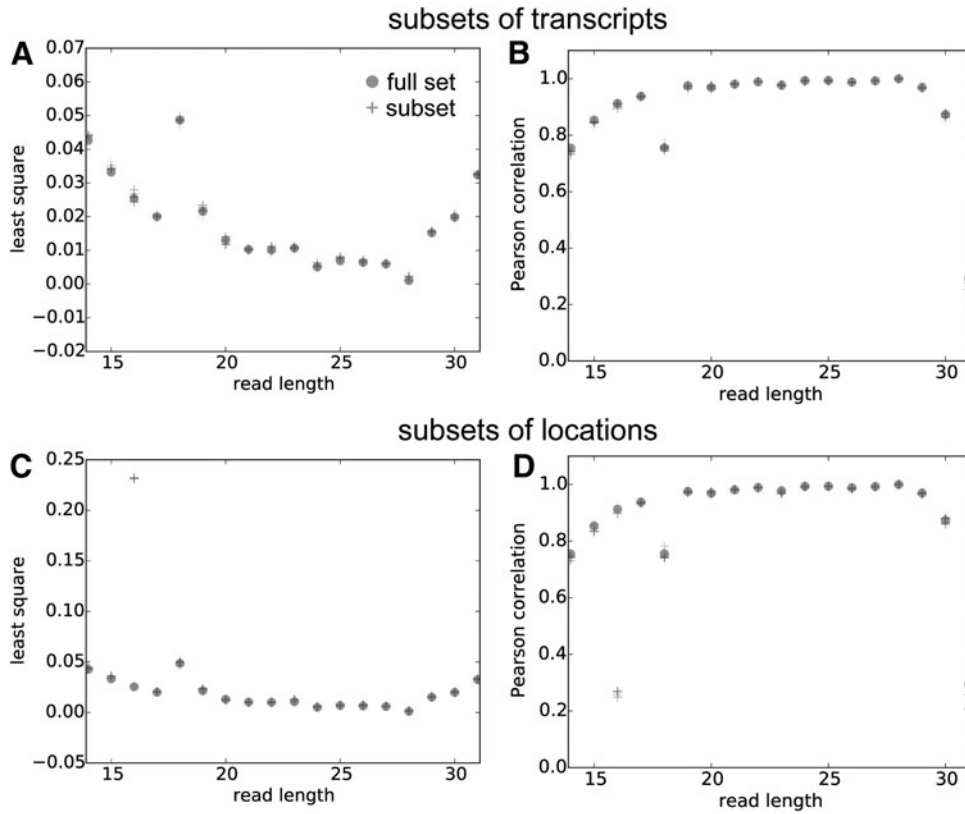 subsets of transcripts
A
0.07
0.06
0.05
0.04
0.03
0.02
0.01
0.00
−0.01
−0.02
least square
full set
subset
15 20 25 30
read length
B
1.0
0.8
0.6
0.4
0.2
0.0
Pearson correlation
15 20 25 30
read length
subsets of locations
C
0.25
0.20
0.15
0.10
0.05
0.00
−0.05
least square
15 20 25 30
read length
D
1.0
0.8
0.6
0.4
0.2
0.0
Pearson correlation
15 20 25 30
read length